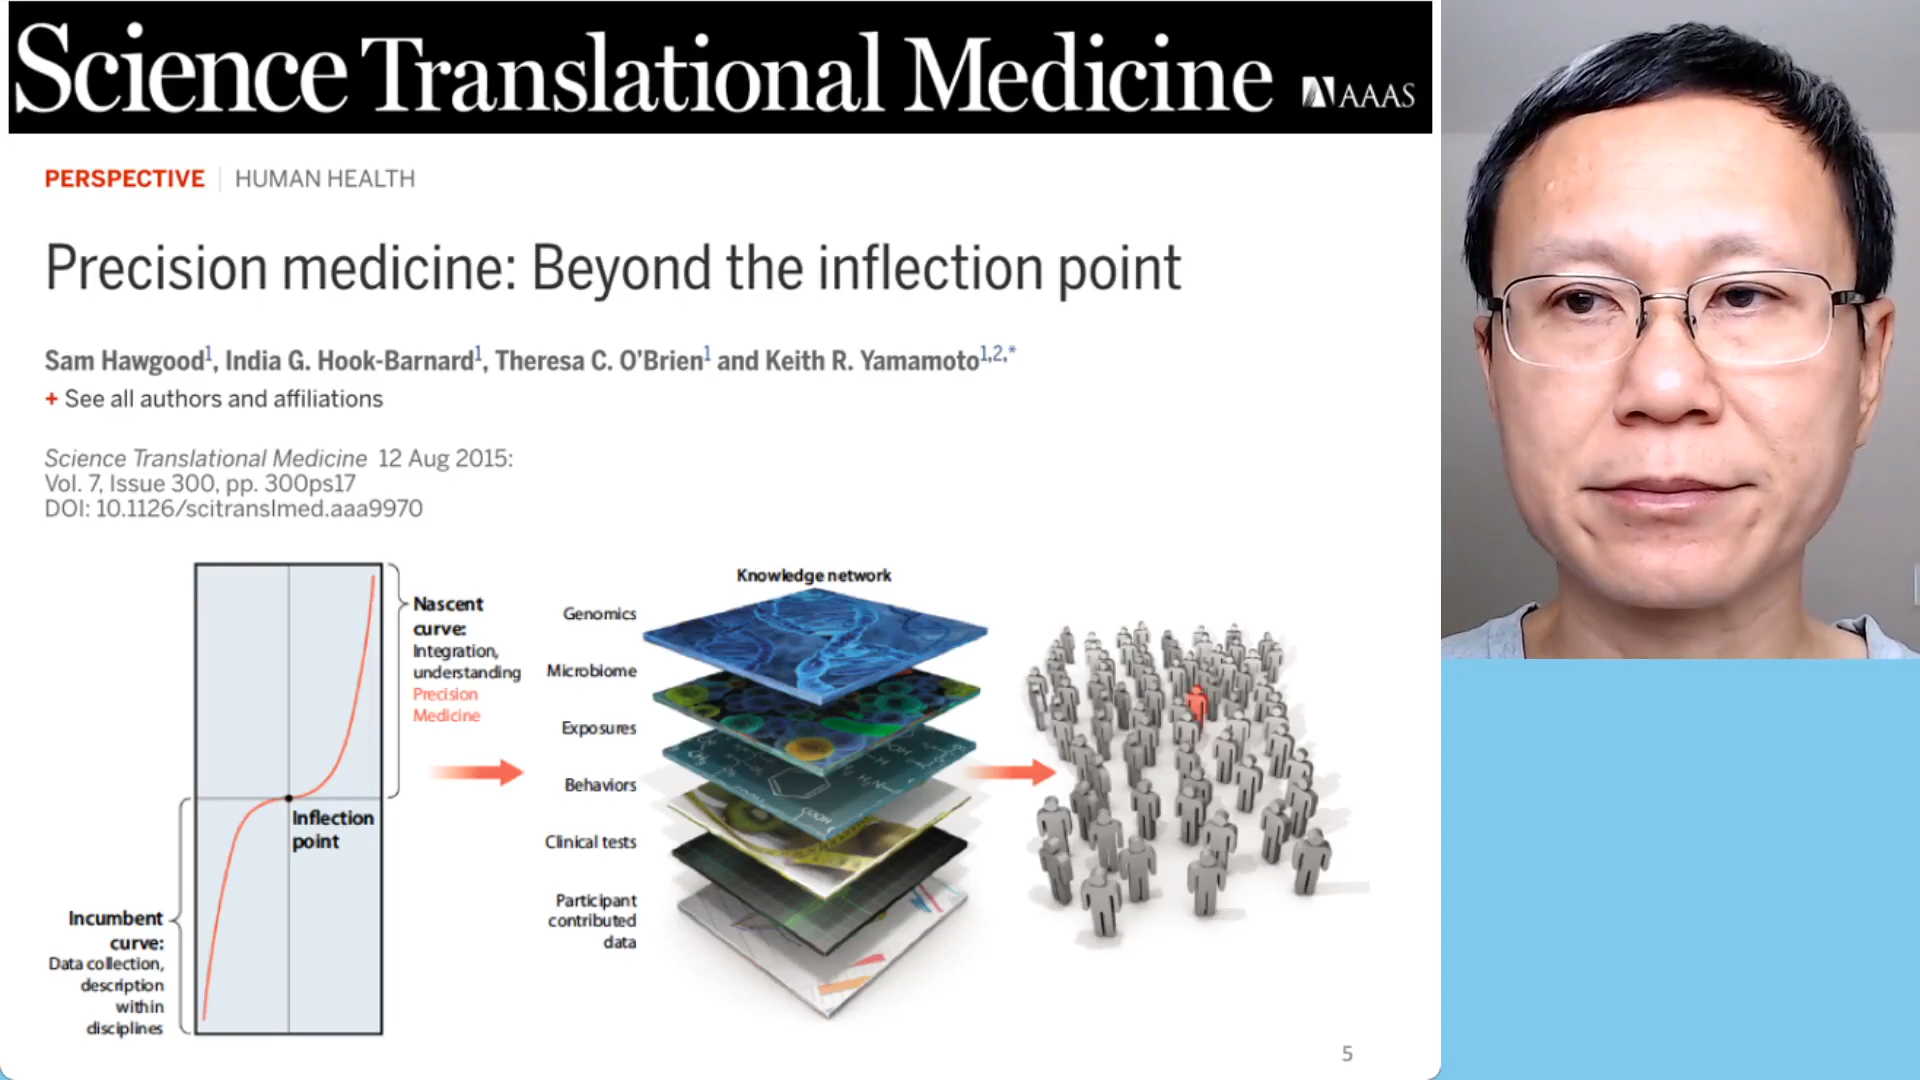 Science Translational Medicine AAAS
PERSPECTIVE HUMAN HEALTH
Precision medicine: Beyond the inflection point
Sam Hawgood1, India G. Hook-Barnard1, Theresa C. O'Brien1 and Keith R. Yamamoto1,2,*
+ See all authors and affiliations
Science Translational Medicine 12 Aug 2015:
Vol. 7, Issue 300, pp. 300ps17
DOI: 10.1126/scitranslmed.aaa9970
Nascent
curve:
Integration,
understanding
Precision
Medicine
Inflection
point
Incumbent
curve:
Data collection,
description
within
disciplines
Knowledge network
Genomics
Microbiome
Exposures
Behaviors
Clinical tests
Participant
contributed
data
5